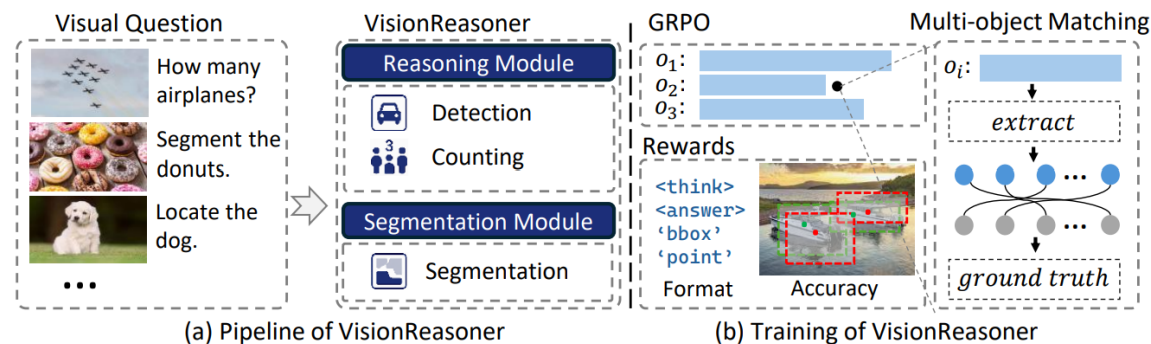 Visual Question
How many
airplanes?
Segment the
donuts.
Locate the
dog.
...
VisionReasoner
Reasoning Module
Detection
3
Counting
Segmentation Module
Segmentation
(a) Pipeline of VisionReasoner
GRPO
o1:
o2:
o3:
Rewards
<think>
<answer>
‘bbox’
‘point’
Format
Accuracy
Multi-object Matching
oi:
extract
...
...
ground truth
(b) Training of VisionReasoner